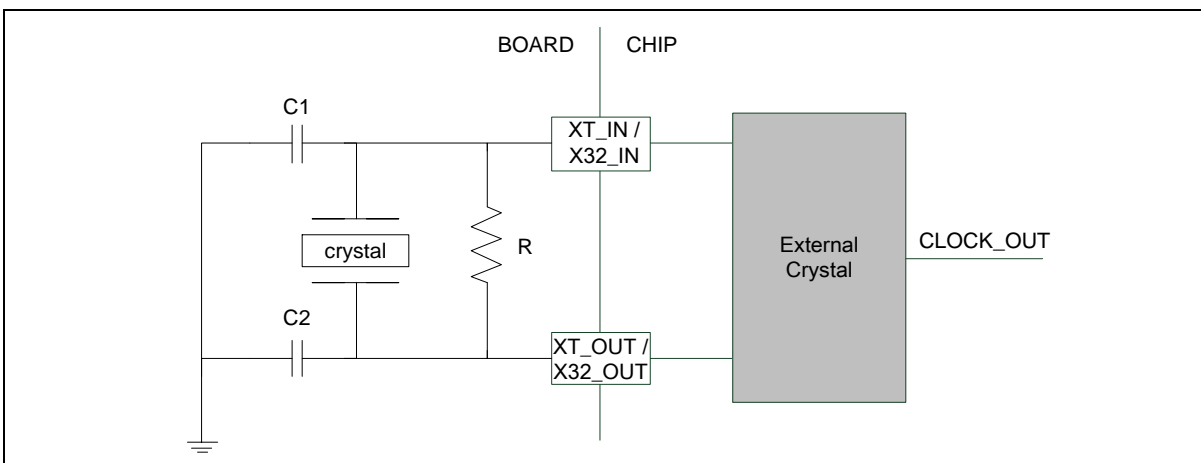 BOARD
CHIP
C1
XT_IN /
X32_IN
crystal
R
External
Crystal
CLOCK_OUT
C2
XT_OUT /
X32_OUT